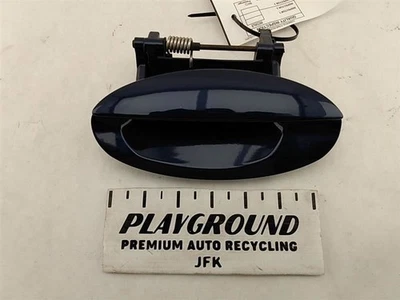 PLAYGROUND
PREMIUM AUTO RECYCLING
JFK